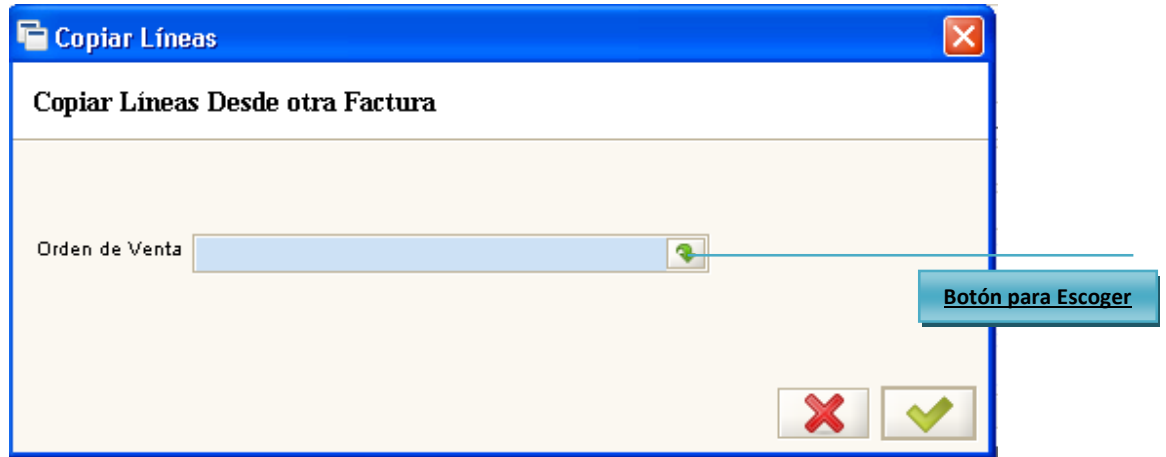 Copiar Líneas
Copiar Líneas Desde otra Factura
Orden de Venta
Botón para Escoger